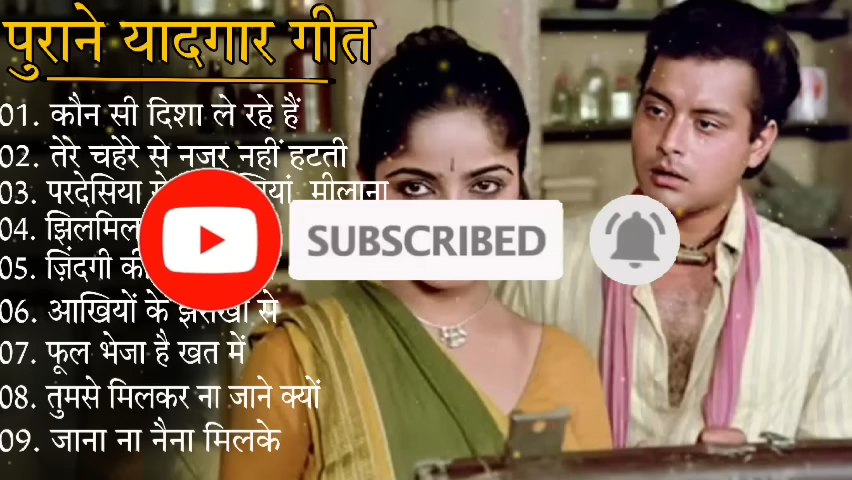 पुराने यादगार गीत
01. कौन सी दिशा ले रहे हैं
02. तेरे चहेरे से नजर नहीं हटती
03. परदेसिया मीलाना
04. झिलमिल
05. ज़िंदगी की
06. आखियों के झरोखों से
07. फूल भेजा है खत में
08. तुमसे मिलकर ना जाने क्यों
09. जाना ना नैना मिलके
SUBSCRIBED